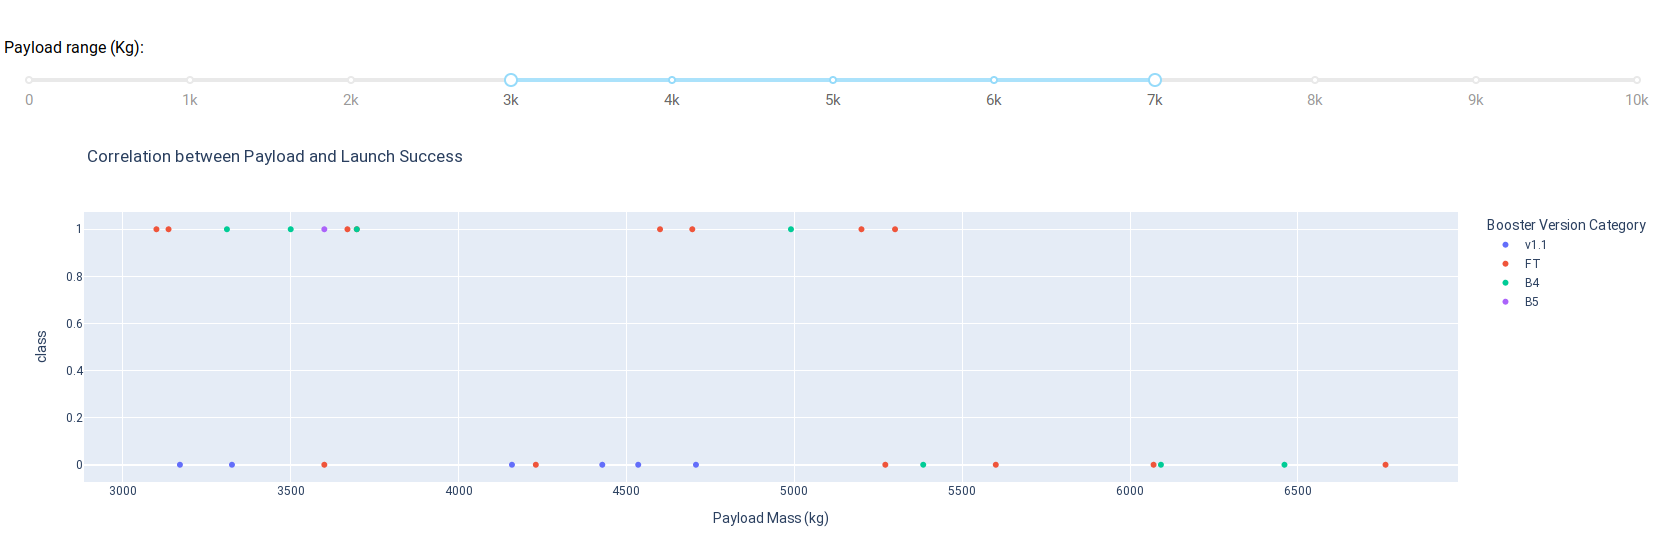 Payload range (Kg):
0 1k 2k 3k 4k 5k 6k 7k 8k 9k 10k
Correlation between Payload and Launch Success
Booster Version Category
v1.1
FT
B4
B5
1
0.8
0.6
0.4
0.2
0
class
3000 3500 4000 4500 5000 5500 6000 6500
Payload Mass (kg)